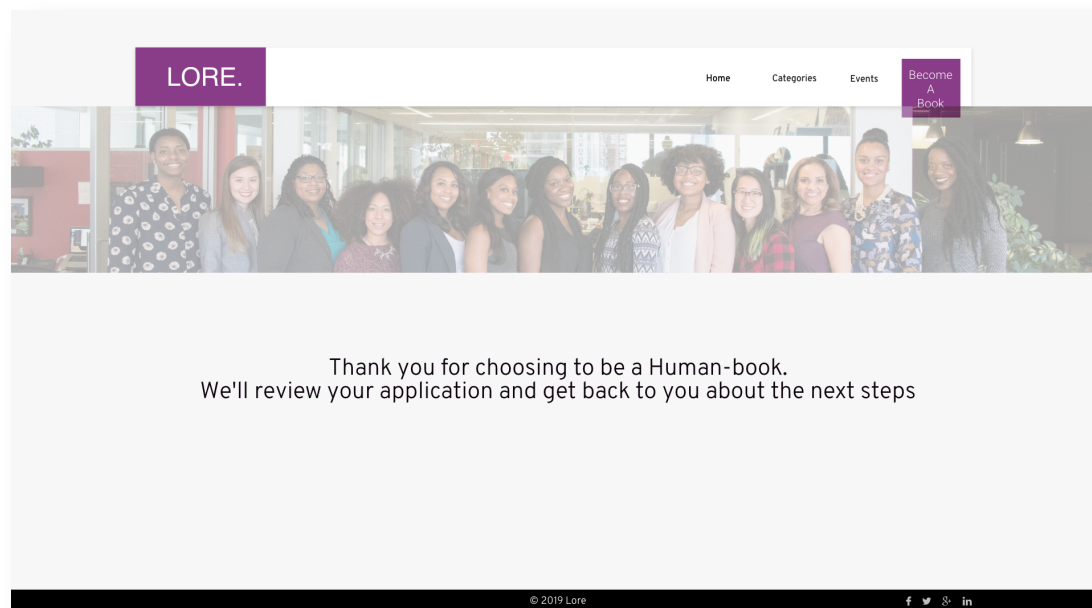 LORE.
Home
Categories
Events
Become
A
Book
Thank you for choosing to be a Human-book.
We'll review your application and get back to you about the next steps
© 2019 Lore